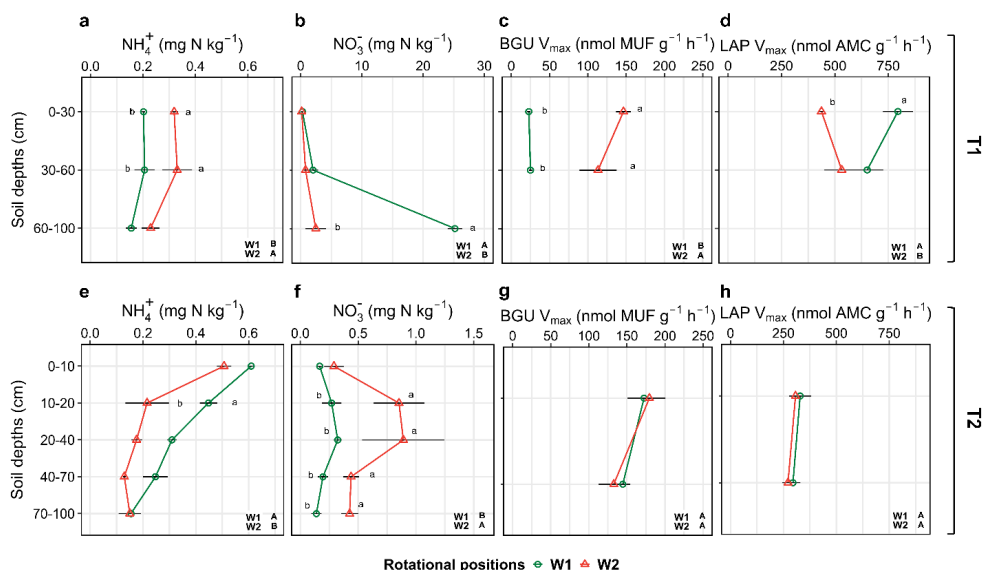 a b c d
NH₄⁺ (mg N kg⁻¹) NO₃⁻ (mg N kg⁻¹) BGU Vmax (nmol MUF g⁻¹ h⁻¹) LAP Vmax (nmol AMC g⁻¹ h⁻¹)
0.0 0.2 0.4 0.6 0 10 20 30 0 50 100 150 200 250 0 250 500 750
0-30 b a b a b a
30-60 b a b a
60-100 b a
Soil depths (cm)
W1 B W1 A W1 B W1 A
W2 A W2 B W2 A W2 B
T1
e f g h
NH₄⁺ (mg N kg⁻¹) NO₃⁻ (mg N kg⁻¹) BGU Vmax (nmol MUF g⁻¹ h⁻¹) LAP Vmax (nmol AMC g⁻¹ h⁻¹)
0.0 0.2 0.4 0.6 0.0 0.5 1.0 1.5 0 50 100 150 200 250 0 250 500 750
0-10
10-20 b a b a
20-40 b a
40-70 b a
70-100 b a
Soil depths (cm)
W1 A W1 B W1 A W1 A
W2 B W2 A W2 A W2 A
T2
Rotational positions W1 W2